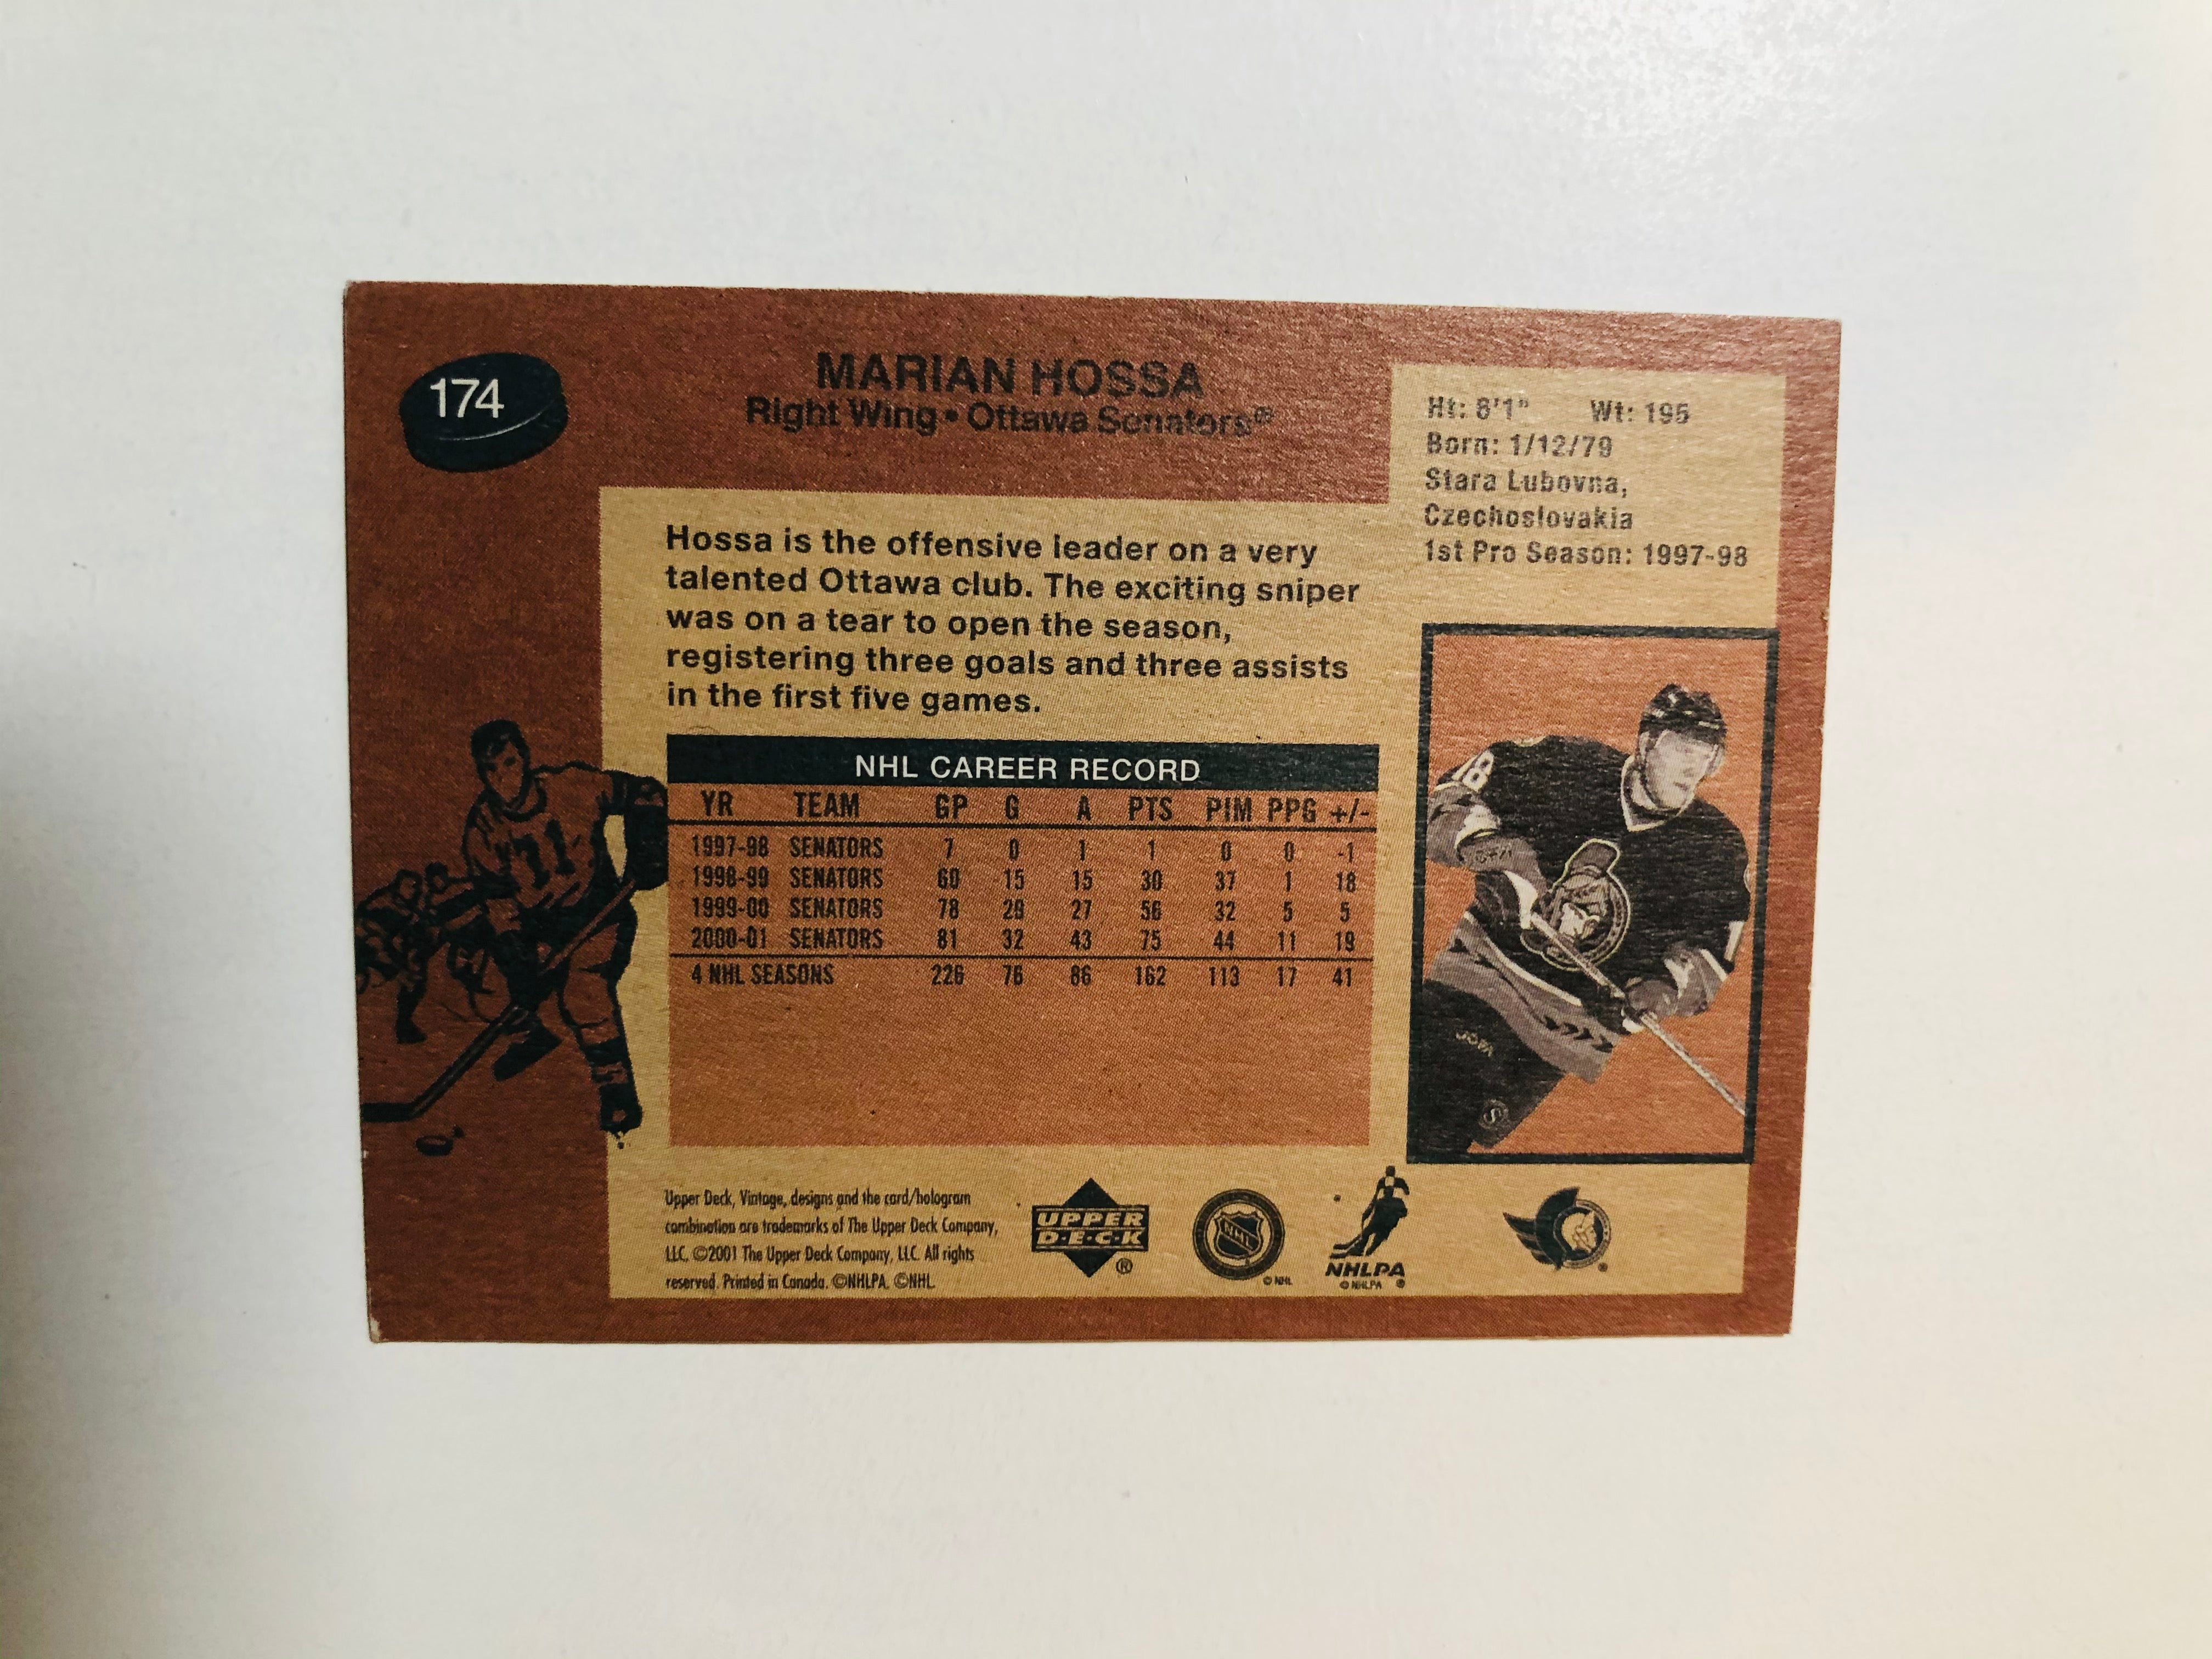 174
MARIAN HOSSA
Right Wing • Ottawa Senators®
Ht: 6'1" Wt: 195
Born: 1/12/79
Stara Lubovna,
Czechoslovakia
1st Pro Season: 1997-98
Hossa is the offensive leader on a very
talented Ottawa club. The exciting sniper
was on a tear to open the season,
registering three goals and three assists
in the first five games.
NHL CAREER RECORD
YR TEAM GP G A PTS PIM PPG +/-
1997-98 SENATORS 7 0 1 1 0 0 -1
1998-99 SENATORS 60 15 15 30 37 1 18
1999-00 SENATORS 78 29 27 56 32 5 5
2000-01 SENATORS 81 32 43 75 44 11 19
4 NHL SEASONS 226 76 86 162 113 17 41
18
1
JOFA
71
Upper Deck, Vintage, designs and the card/hologram
combination are trademarks of The Upper Deck Company,
LLC. ©2001 The Upper Deck Company, LLC. All rights
reserved. Printed in Canada. ©NHLPA. ©NHL.
UPPER
D·E·C·K
®
NHL
© NHL
NHLPA
© NHLPA ®